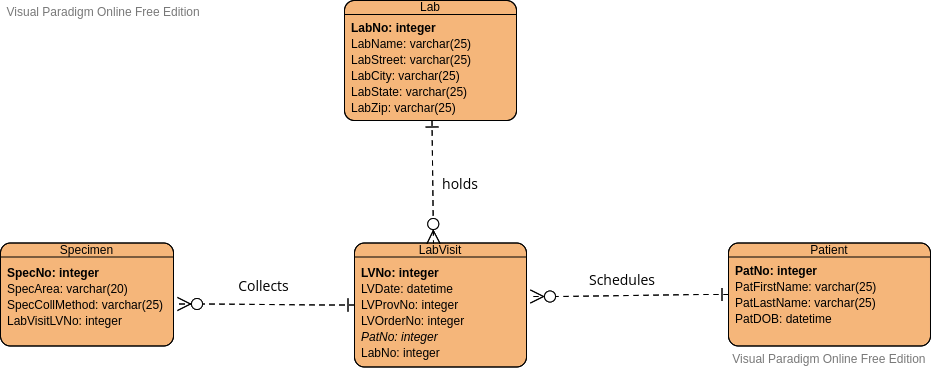 Visual Paradigm Online Free Edition
Lab
LabNo: integer
LabName: varchar(25)
LabStreet: varchar(25)
LabCity: varchar(25)
LabState: varchar(25)
LabZip: varchar(25)
holds
Specimen
SpecNo: integer
SpecArea: varchar(20)
SpecCollMethod: varchar(25)
LabVisitLVNo: integer
Collects
LabVisit
LVNo: integer
LVDate: datetime
LVProvNo: integer
LVOrderNo: integer
PatNo: integer
LabNo: integer
Schedules
Patient
PatNo: integer
PatFirstName: varchar(25)
PatLastName: varchar(25)
PatDOB: datetime
Visual Paradigm Online Free Edition